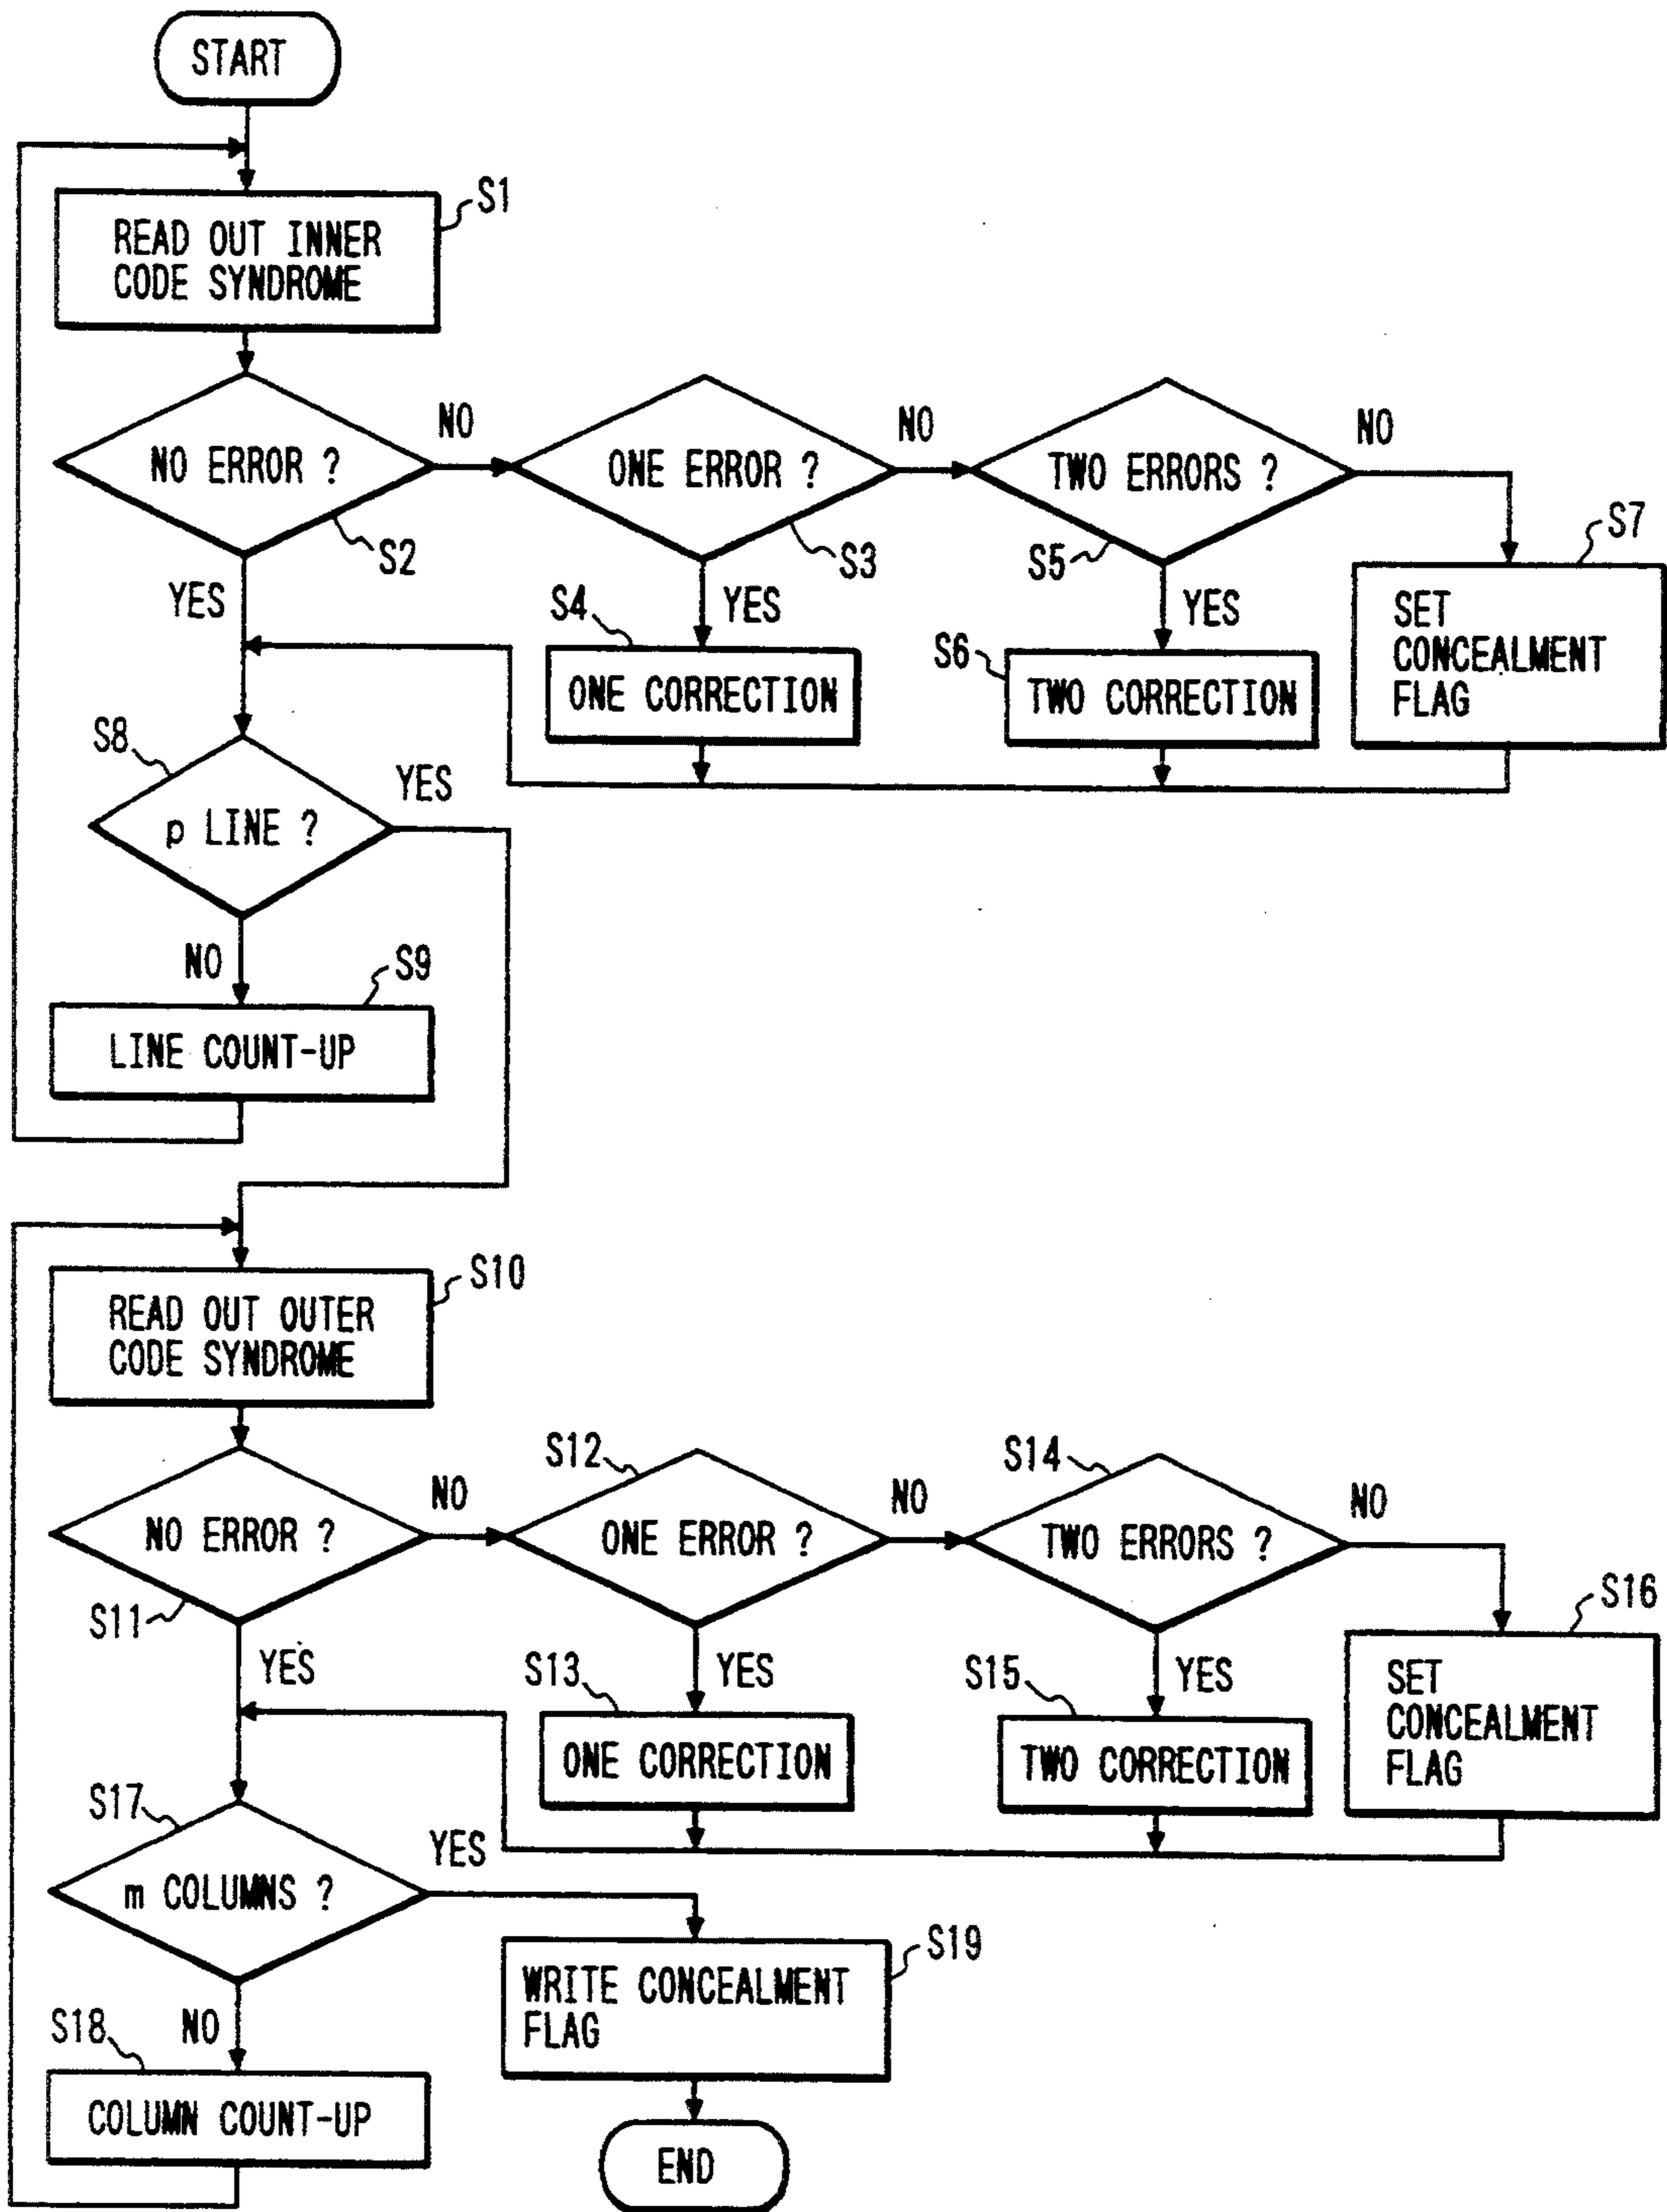 START
S1
READ OUT INNER
CODE SYNDROME
NO ERROR ?
NO
ONE ERROR ?
NO
TWO ERRORS ?
NO
S2
S3
S5
S7
YES
S4
YES
YES
SET
CONCEALMENT
FLAG
S6
ONE CORRECTION
TWO CORRECTION
S8
YES
p LINE ?
NO
S9
LINE COUNT-UP
S10
READ OUT OUTER
CODE SYNDROME
NO ERROR ?
NO
S12
ONE ERROR ?
NO
S14
TWO ERRORS ?
NO
S11
S16
YES
S13
YES
S15
YES
SET
CONCEALMENT
FLAG
ONE CORRECTION
TWO CORRECTION
S17
YES
m COLUMNS ?
S19
WRITE CONCEALMENT
FLAG
S18
NO
COLUMN COUNT-UP
END